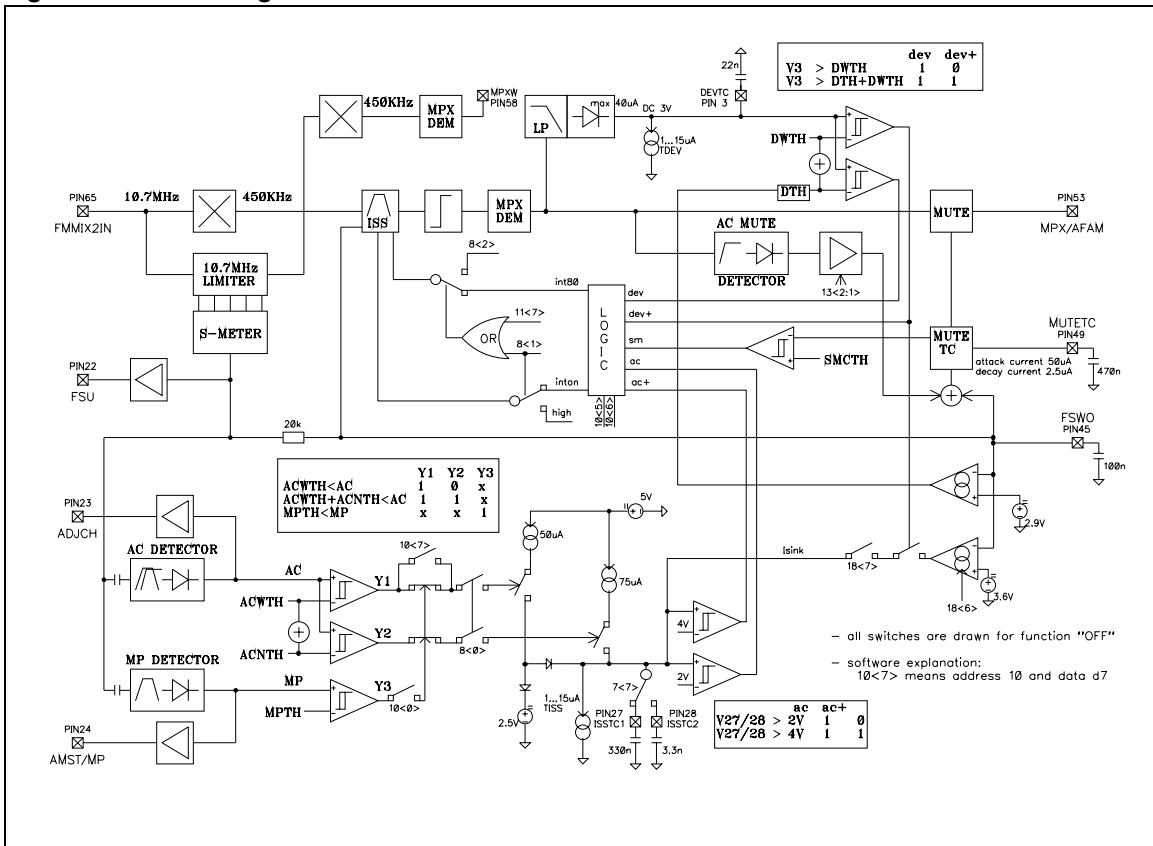 22n
DEVTC
PIN 3
dev dev+
V3 > DWTH 1 0
V3 > DTH+DWTH 1 1
450KHz
MPX
DEM
MPXW
PIN58
LP
max 40uA
DC 3V
1...15uA
TDEV
DWTH
DTH
PIN65
FMMIX2IN
10.7MHz
450KHz
ISS
MPX
DEM
MUTE
PIN53
MPX/AFAM
10.7MHz
LIMITER
S-METER
8<2>
int80
11<7>
OR
8<1>
inton
high
LOGIC
dev
dev+
sm
ac
ac+
10<5>
10<6>
AC MUTE
DETECTOR
13<2:1>
SMCTH
MUTE
TC
MUTETC
PIN49
attack current 50uA
decay current 2.5uA
470n
PIN22
FSU
20k
FSWO
PIN45
100n
Y1 Y2 Y3
ACWTH<AC 1 0 x
ACWTH+ACNTH<AC 1 1 x
MPTH<MP x x 1
PIN23
ADJCH
AC DETECTOR
AC
ACWTH
ACNTH
Y1
Y2
10<7>
8<0>
50uA
5V
75uA
2.9V
Isink
18<7>
18<6>
3.6V
MP DETECTOR
MP
MPTH
Y3
10<0>
PIN24
AMST/MP
2.5V
1...15uA
TISS
7<7>
PIN27
ISSTC1
330n
PIN28
ISSTC2
3.3n
4V
2V
ac ac+
V27/28 > 2V 1 0
V27/28 > 4V 1 1
– all switches are drawn for function "OFF"
– software explanation:
10<7> means address 10 and data d7